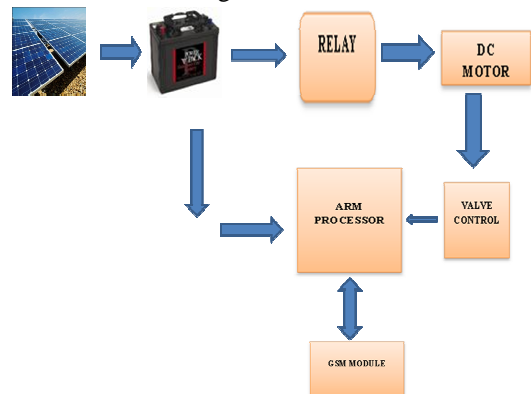 RELAY
DC
MOTOR
ARM
PROCESSOR
VALVE
CONTROL
GSM MODULE